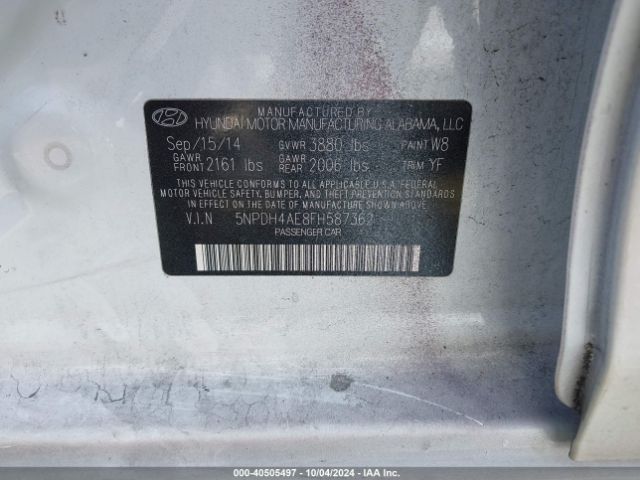 MANUFACTURED BY
HYUNDAI MOTOR MANUFACTURING ALABAMA, LLC
Sep/15/14 GVWR 3880 lbs PAINT W8
GAWR FRONT 2161 lbs GAWR REAR 2006 lbs TRIM YF
THIS VEHICLE CONFORMS TO ALL APPLICABLE U.S. FEDERAL
MOTOR VEHICLE SAFETY, BUMPER, AND THEFT PREVENTION STANDARDS
IN EFFECT ON THE DATE OF MANUFACTURE SHOWN ABOVE.
V.I.N 5NPDH4AE8FH587362
PASSENGER CAR
000-40505497 - 10/04/2024 - IAA Inc.